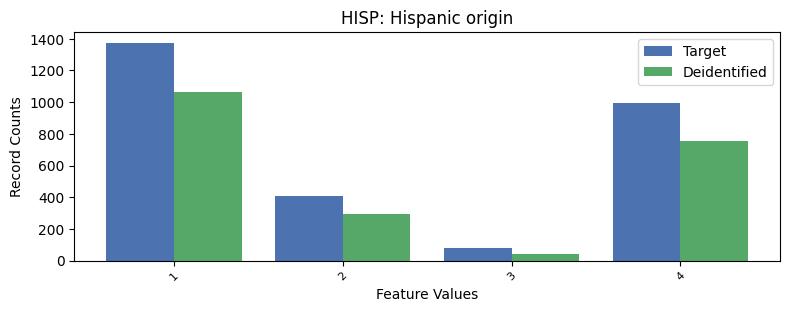 HISP: Hispanic origin
Target
Deidentified
1400
1200
1000
800
600
400
200
0
Record Counts
1
2
3
4
Feature Values